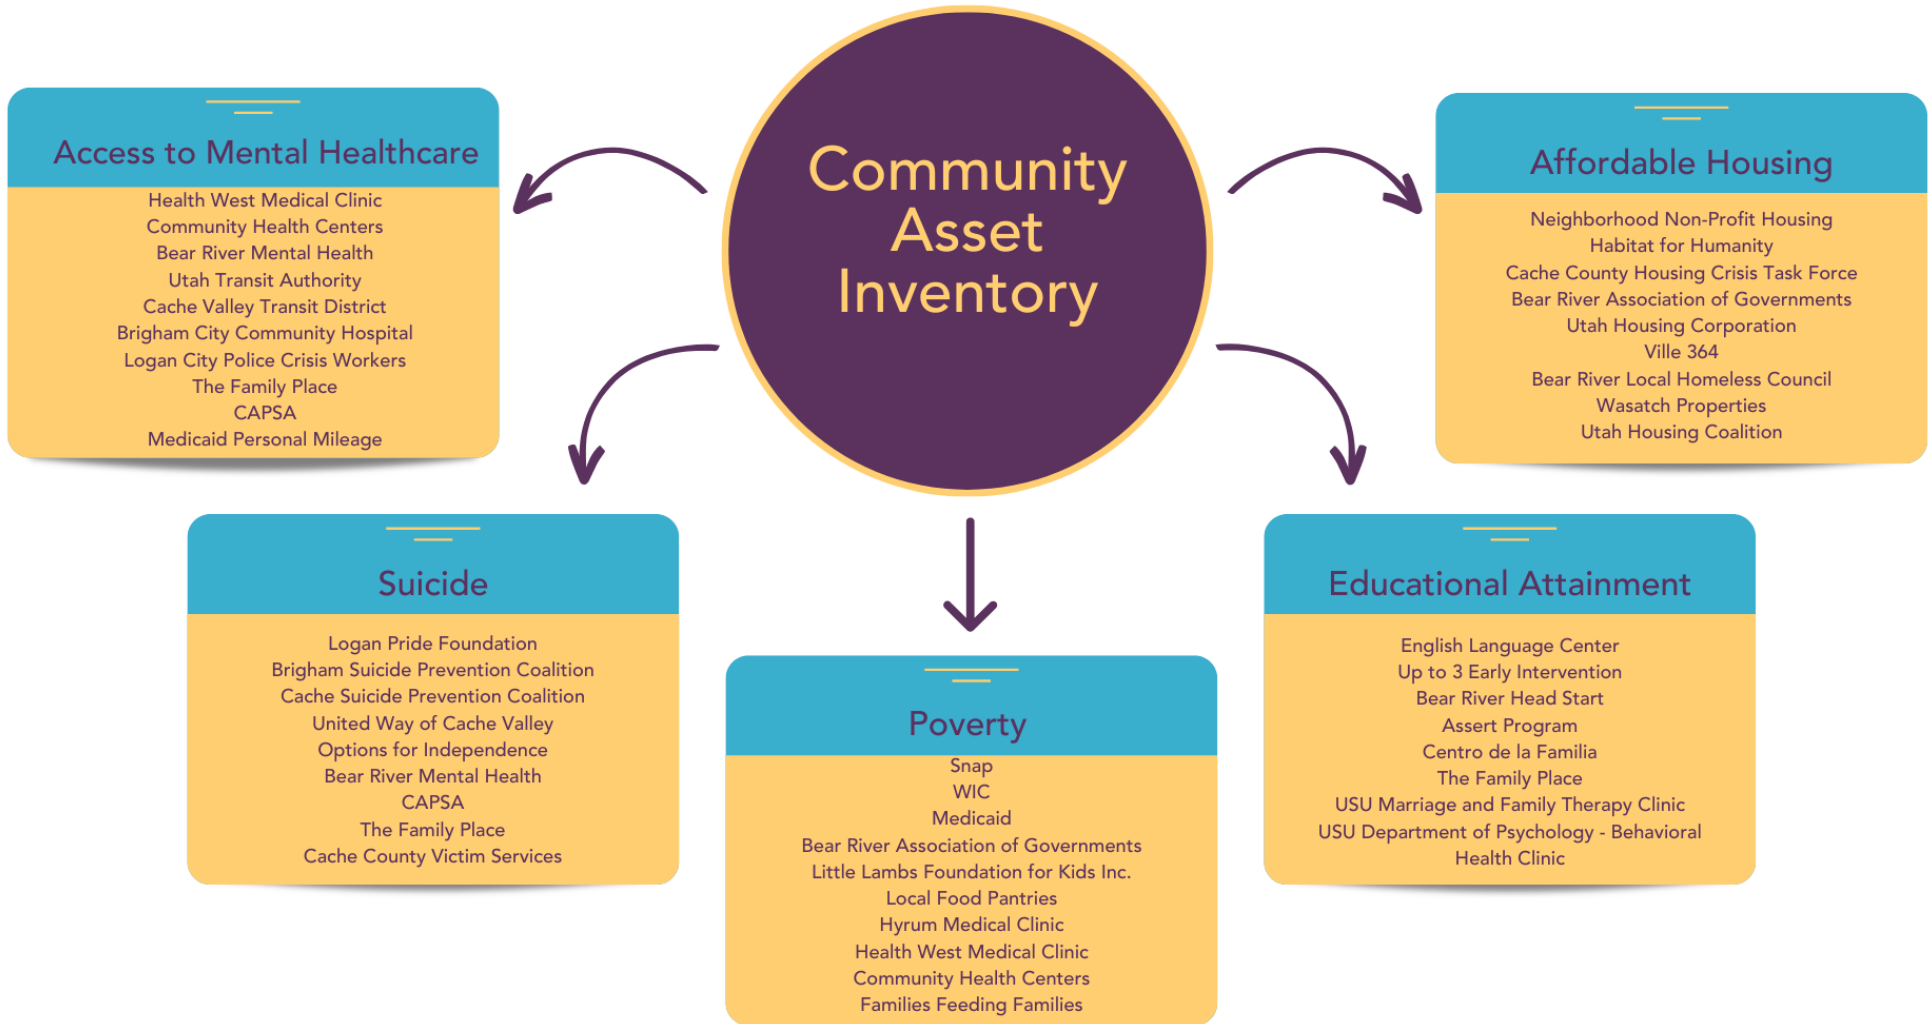 Community
Asset
Inventory
Access to Mental Healthcare
Health West Medical Clinic
Community Health Centers
Bear River Mental Health
Utah Transit Authority
Cache Valley Transit District
Brigham City Community Hospital
Logan City Police Crisis Workers
The Family Place
CAPSA
Medicaid Personal Mileage
Affordable Housing
Neighborhood Non-Profit Housing
Habitat for Humanity
Cache County Housing Crisis Task Force
Bear River Association of Governments
Utah Housing Corporation
Ville 364
Bear River Local Homeless Council
Wasatch Properties
Utah Housing Coalition
Suicide
Logan Pride Foundation
Brigham Suicide Prevention Coalition
Cache Suicide Prevention Coalition
United Way of Cache Valley
Options for Independence
Bear River Mental Health
CAPSA
The Family Place
Cache County Victim Services
Poverty
Snap
WIC
Medicaid
Bear River Association of Governments
Little Lambs Foundation for Kids Inc.
Local Food Pantries
Hyrum Medical Clinic
Health West Medical Clinic
Community Health Centers
Families Feeding Families
Educational Attainment
English Language Center
Up to 3 Early Intervention
Bear River Head Start
Assert Program
Centro de la Familia
The Family Place
USU Marriage and Family Therapy Clinic
USU Department of Psychology - Behavioral
Health Clinic